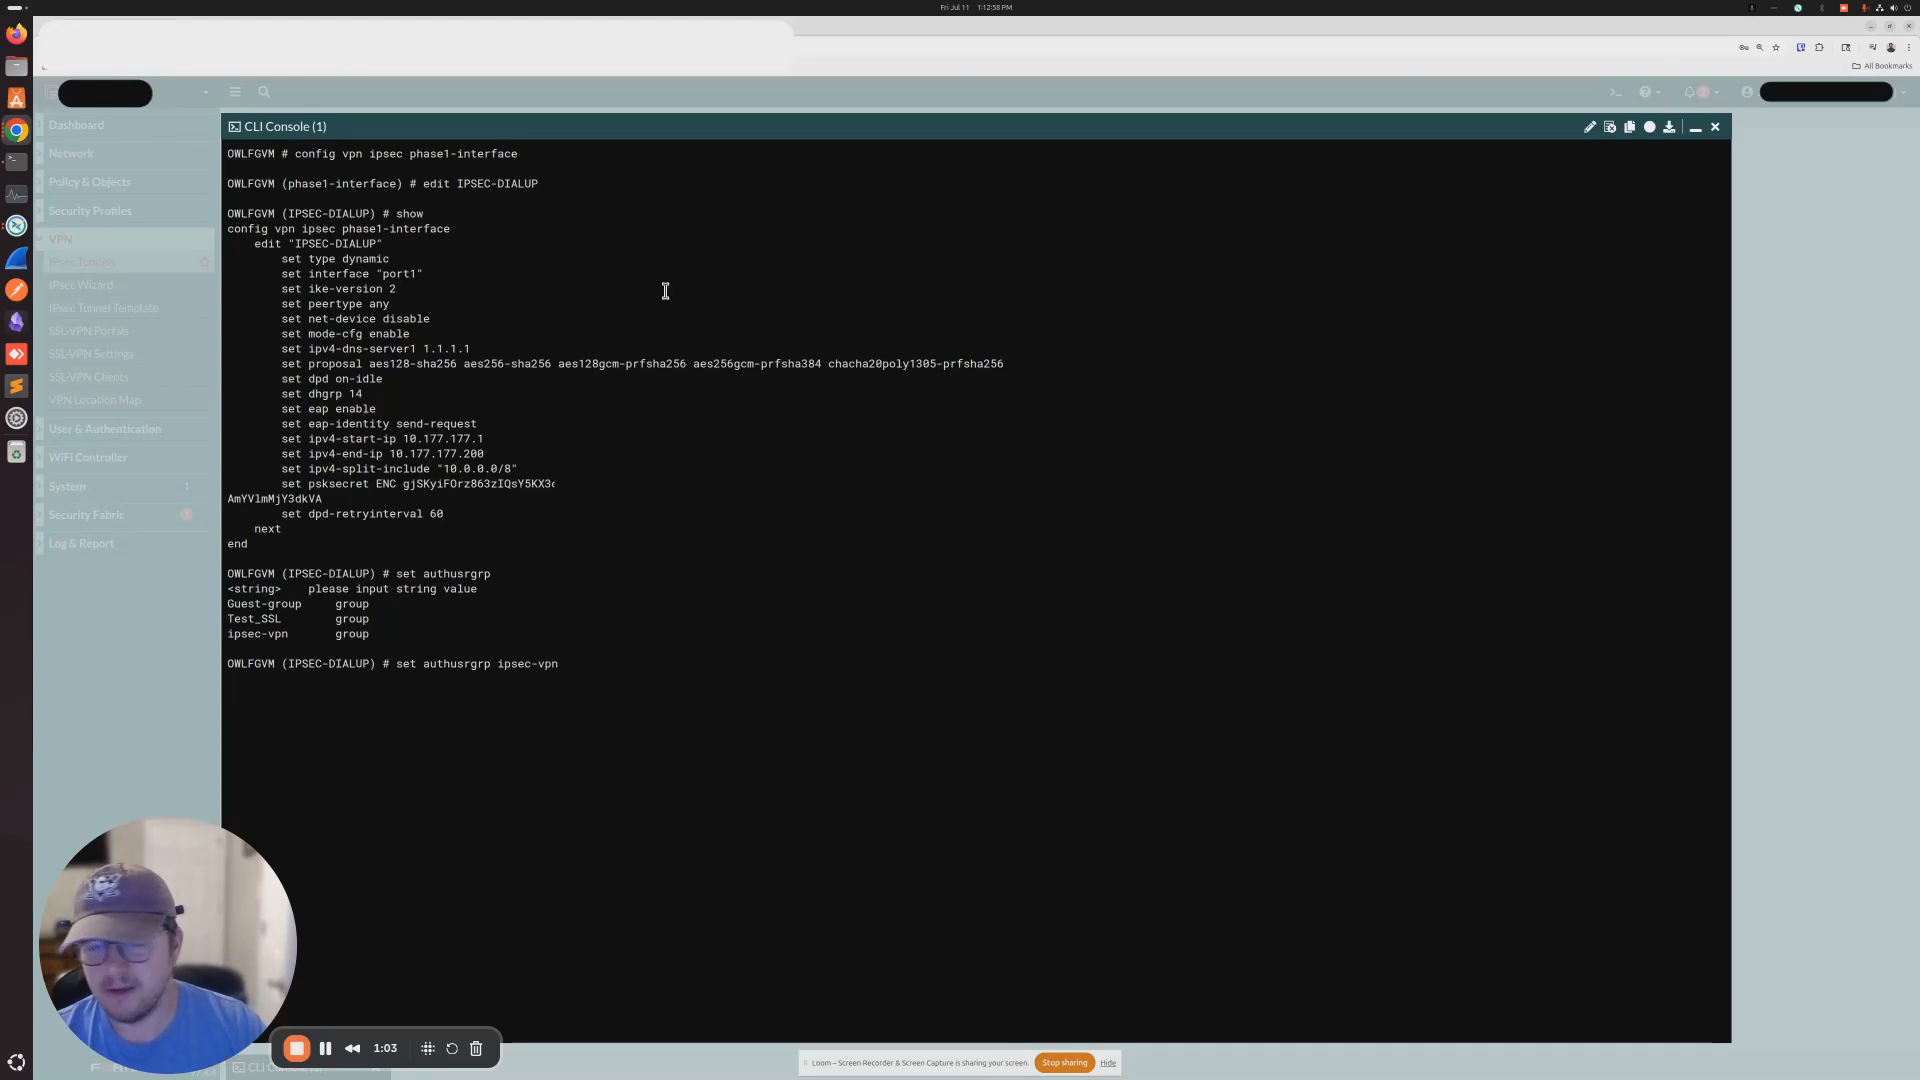 Fri Jul 11 1:12:58 PM
All Bookmarks
Dashboard
Network
Policy & Objects
Security Profiles
VPN
IPsec Tunnels
IPsec Wizard
IPsec Tunnel Template
SSL-VPN Portals
SSL-VPN Settings
SSL-VPN Clients
VPN Location Map
User & Authentication
WiFi Controller
System 1
Security Fabric
Log & Report
CLI Console (1)
OWLFGVM # config vpn ipsec phase1-interface
OWLFGVM (phase1-interface) # edit IPSEC-DIALUP
OWLFGVM (IPSEC-DIALUP) # show
config vpn ipsec phase1-interface
edit "IPSEC-DIALUP"
set type dynamic
set interface "port1"
set ike-version 2
set peertype any
set net-device disable
set mode-cfg enable
set ipv4-dns-server1 1.1.1.1
set proposal aes128-sha256 aes256-sha256 aes128gcm-prfsha256 aes256gcm-prfsha384 chacha20poly1305-prfsha256
set dpd on-idle
set dhgrp 14
set eap enable
set eap-identity send-request
set ipv4-start-ip 10.177.177.1
set ipv4-end-ip 10.177.177.200
set ipv4-split-include "10.0.0.0/8"
set psksecret ENC gjSKyiFOrz863zIQsY5KX3c
AmYVlmMjY3dkVA
set dpd-retryinterval 60
next
end
OWLFGVM (IPSEC-DIALUP) # set authusrgrp
<string> please input string value
Guest-group group
Test_SSL group
ipsec-vpn group
OWLFGVM (IPSEC-DIALUP) # set authusrgrp ipsec-vpn
1:03
Loom – Screen Recorder & Screen Capture is sharing your screen.
Stop sharing
Hide